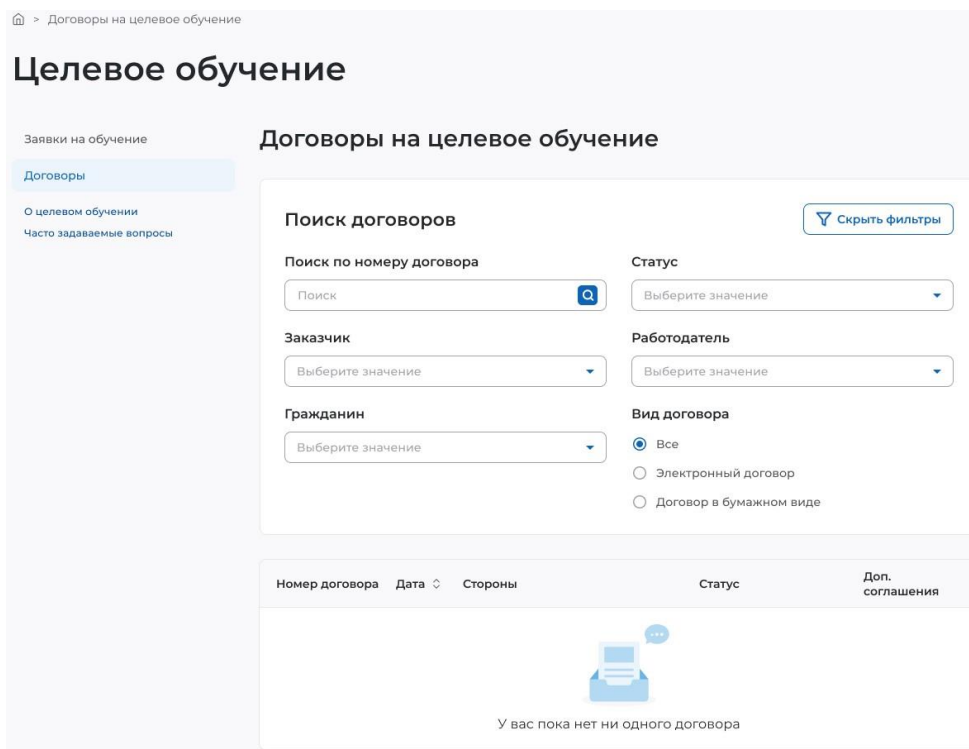 > Договоры на целевое обучение
Целевое обучение
Заявки на обучение
Договоры
О целевом обучении
Часто задаваемые вопросы
Договоры на целевое обучение
Поиск договоров
Скрыть фильтры
Поиск по номеру договора
Поиск
Статус
Выберите значение
Заказчик
Выберите значение
Работодатель
Выберите значение
Гражданин
Выберите значение
Вид договора
Все
Электронный договор
Договор в бумажном виде
Номер договора Дата Стороны Статус Доп. соглашения
У вас пока нет ни одного договора